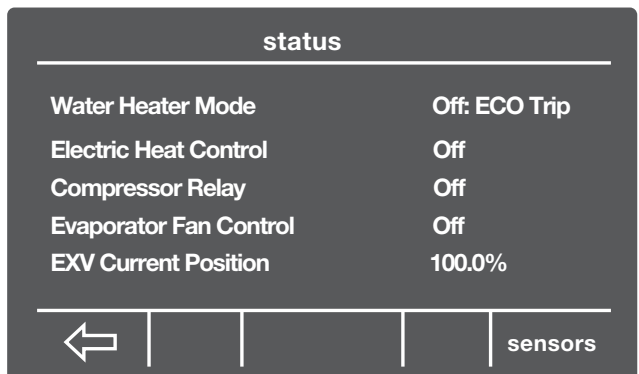 status
Water Heater Mode Off: ECO Trip
Electric Heat Control Off
Compressor Relay Off
Evaporator Fan Control Off
EXV Current Position 100.0%
sensors